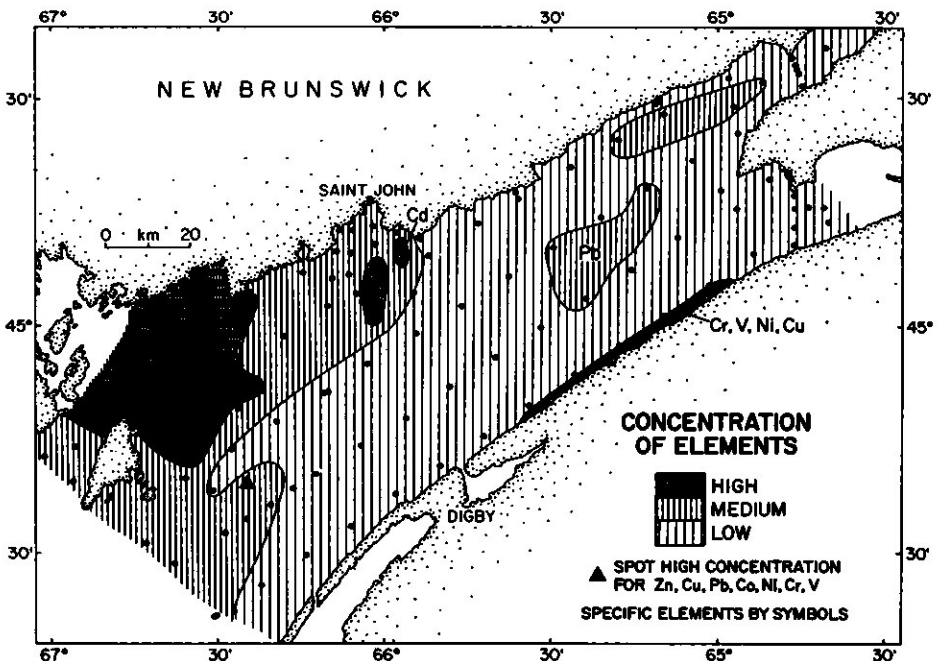 67° 30' 66° 30' 65° 30'
NEW BRUNSWICK
30' 30'
SAINT JOHN
Cd
0 km 20
Pb
45° 45°
Cr, V, Ni, Cu
CONCENTRATION
OF ELEMENTS
HIGH
MEDIUM
LOW
DIGBY
30' 30'
SPOT HIGH CONCENTRATION
FOR Zn, Cu, Pb, Co, Ni, Cr, V
SPECIFIC ELEMENTS BY SYMBOLS
67° 30' 66° 30' 65° 30'